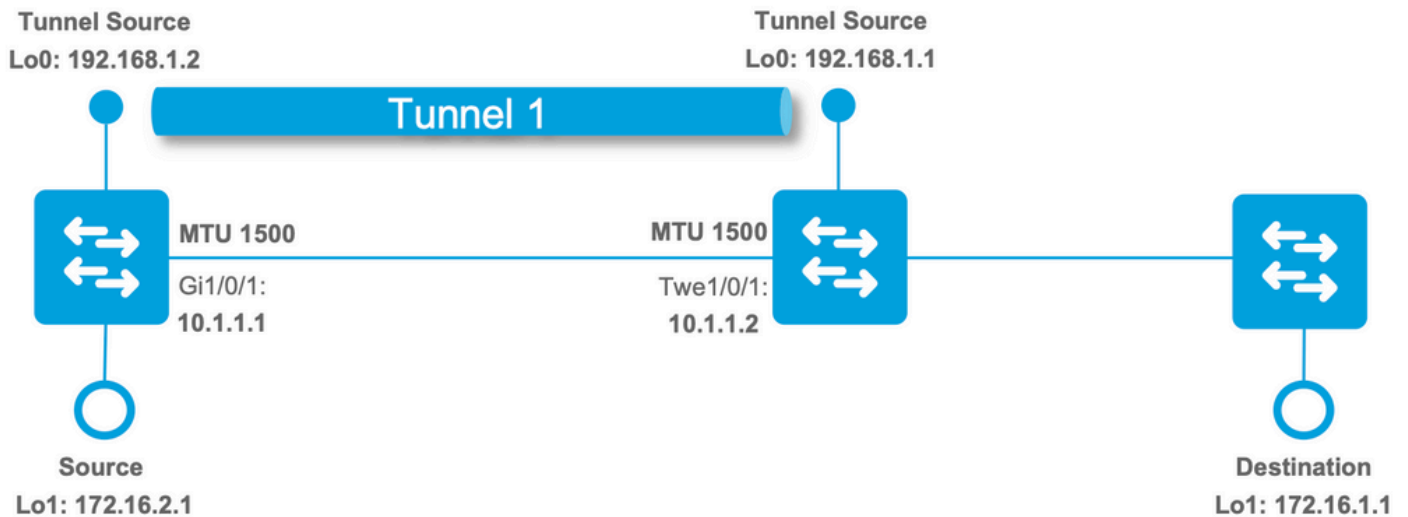 Tunnel Source
Lo0: 192.168.1.2
Tunnel Source
Lo0: 192.168.1.1
Tunnel 1
MTU 1500
Gi1/0/1:
10.1.1.1
MTU 1500
Twe1/0/1:
10.1.1.2
Source
Lo1: 172.16.2.1
Destination
Lo1: 172.16.1.1